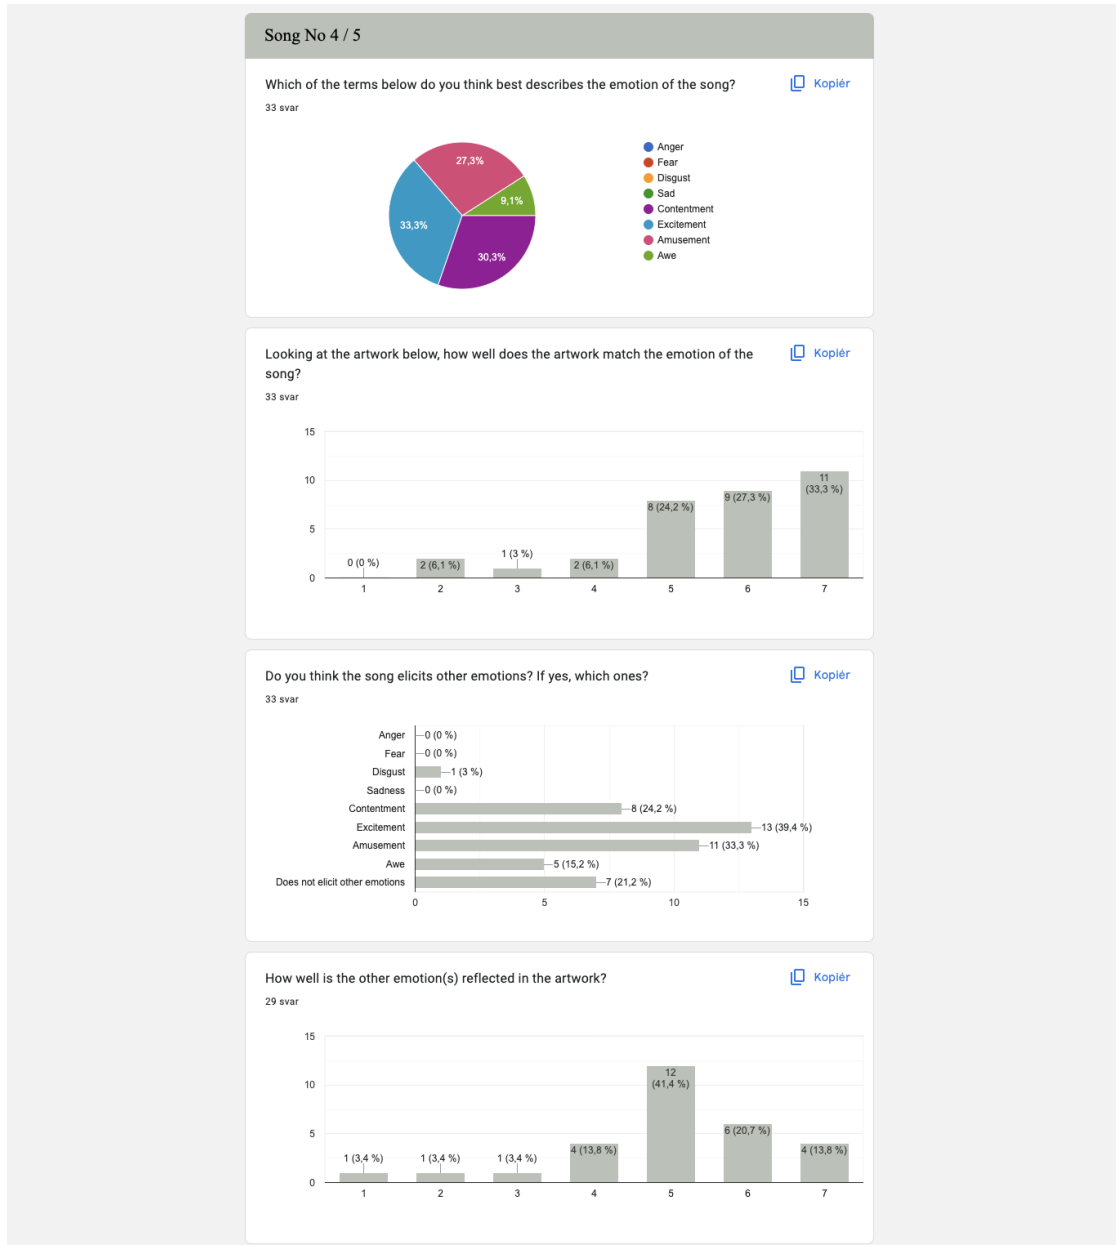 Song No 4 / 5
Which of the terms below do you think best describes the emotion of the song?
Kopiér
33 svar
27,3%
9,1%
33,3%
30,3%
Anger
Fear
Disgust
Sad
Contentment
Excitement
Amusement
Awe
Looking at the artwork below, how well does the artwork match the emotion of the
song?
Kopiér
33 svar
15
10
5
0
0 (0 %)
2 (6,1 %)
1 (3 %)
2 (6,1 %)
8 (24,2 %)
9 (27,3 %)
11
(33,3 %)
1 2 3 4 5 6 7
Do you think the song elicits other emotions? If yes, which ones?
Kopiér
33 svar
Anger 0 (0 %)
Fear 0 (0 %)
Disgust 1 (3 %)
Sadness 0 (0 %)
Contentment 8 (24,2 %)
Excitement 13 (39,4 %)
Amusement 11 (33,3 %)
Awe 5 (15,2 %)
Does not elicit other emotions 7 (21,2 %)
0 5 10 15
How well is the other emotion(s) reflected in the artwork?
Kopiér
29 svar
15
10
5
0
1 (3,4 %)
1 (3,4 %)
1 (3,4 %)
4 (13,8 %)
12
(41,4 %)
6 (20,7 %)
4 (13,8 %)
1 2 3 4 5 6 7